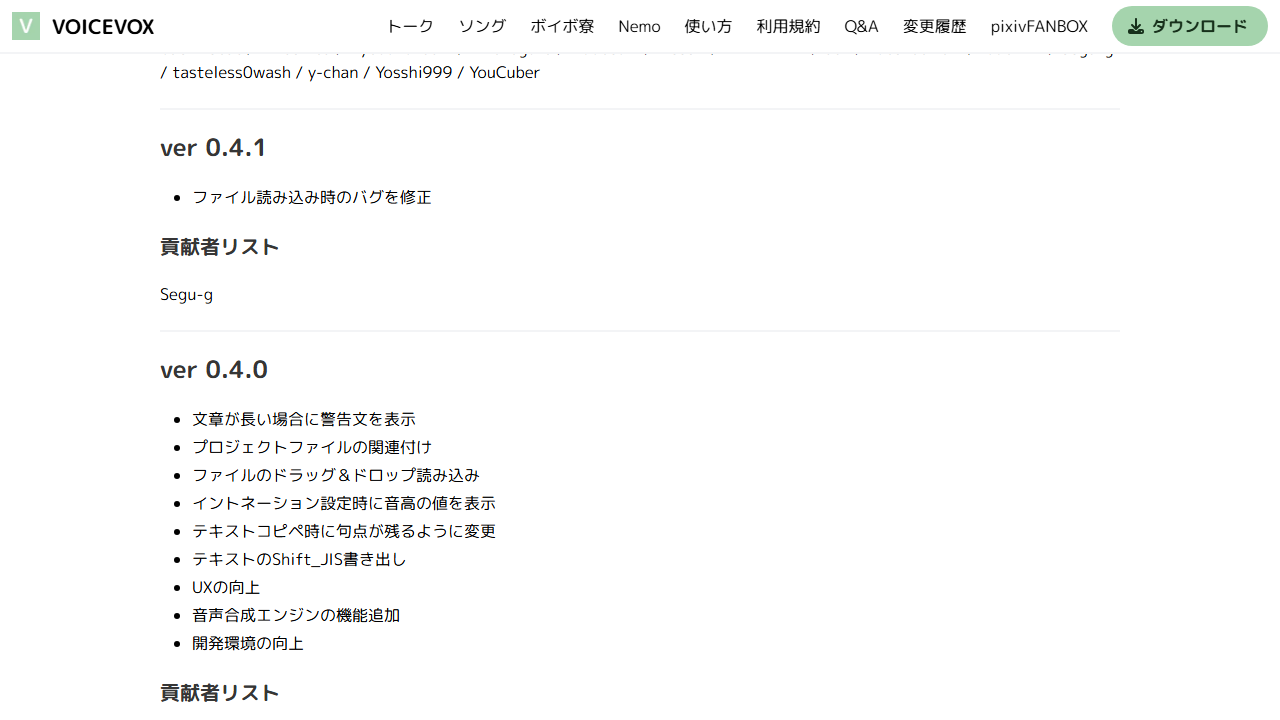 VOICEVOX
トーク ソング ボイボ寮 Nemo 使い方 利用規約 Q&A 変更履歴 pixivFANBOX ダウンロード
/ tasteless0wash / y-chan / Yosshi999 / YouCuber
ver 0.4.1
ファイル読み込み時のバグを修正
貢献者リスト
Segu-g
ver 0.4.0
文章が長い場合に警告文を表示
プロジェクトファイルの関連付け
ファイルのドラッグ＆ドロップ読み込み
イントネーション設定時に音高の値を表示
テキストコピペ時に句点が残るように変更
テキストのShift_JIS書き出し
UXの向上
音声合成エンジンの機能追加
開発環境の向上
貢献者リスト